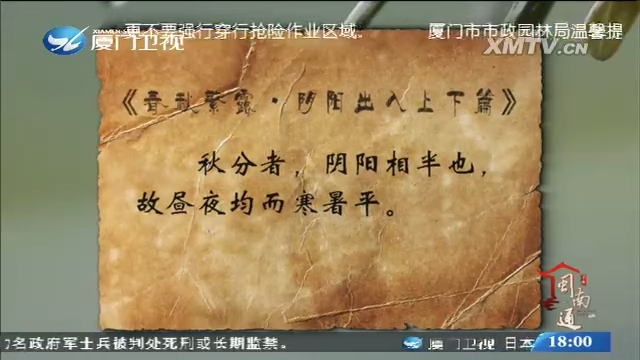 更不要强行穿行抢险作业区域.
厦门市市政园林局温馨提
厦门卫视
XMTV.CN
《春秋繁露·阴阳出入上下篇》
秋分者，阴阳相半也，
故昼夜均而寒暑平。
闽南通
名政府军士兵被判处死刑或长期监禁。
厦门卫视
日本
18:00